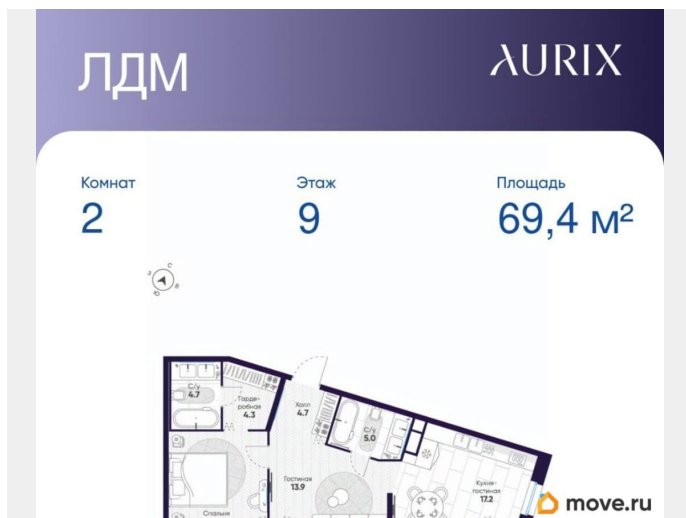 ЛДМ
AURIX
Комнат
Этаж
Площадь
2
9
69,4 м²
С
З
В
Ю
С/у
4.7
Гарде-
робная
4.3
Холл
4.7
С/у
5.0
Гостиная
13.9
Кухня-
гостиная
17.2
Спальня
move.ru